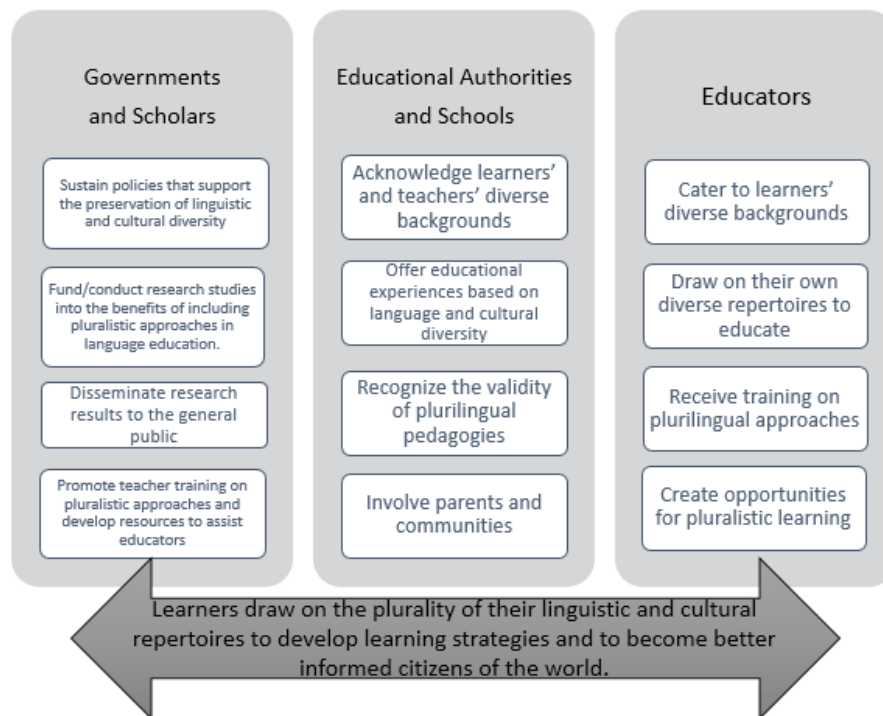 Governments
and Scholars
Sustain policies that support
the preservation of linguistic
and cultural diversity
Fund/conduct research studies
into the benefits of including
pluralistic approaches in
language education.
Disseminate research
results to the general
public
Promote teacher training on
pluralistic approaches and
develop resources to assist
educators
Educational Authorities
and Schools
Acknowledge learners'
and teachers' diverse
backgrounds
Offer educational
experiences based on
language and cultural
diversity
Recognize the validity
of plurilingual
pedagogies
Involve parents and
communities
Educators
Cater to learners'
diverse backgrounds
Draw on their own
diverse repertoires to
educate
Receive training on
plurilingual approaches
Create opportunities
for pluralistic learning
Learners draw on the plurality of their linguistic and cultural
repertoires to develop learning strategies and to become better
informed citizens of the world.